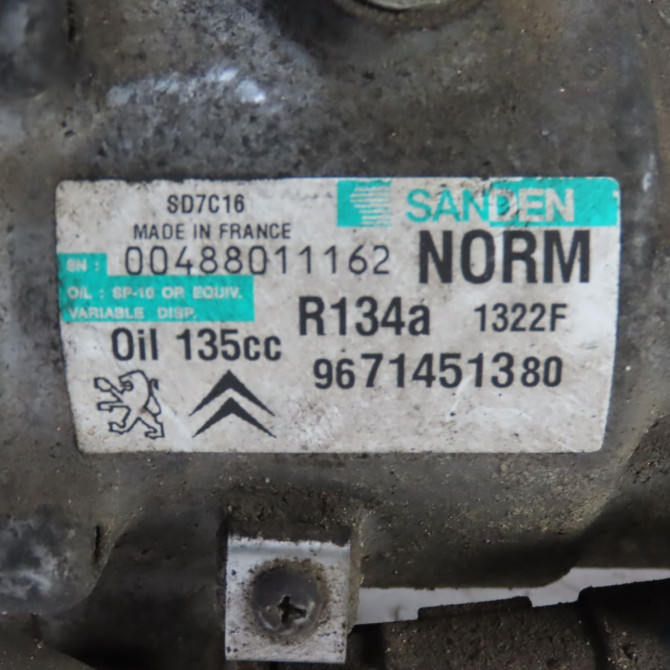 SD7C16
SANDEN
MADE IN FRANCE
SN : 00488011162
NORM
OIL : SP-10 OR EQUIV.
VARIABLE DISP.
R134a 1322F
Oil 135cc
9671451380